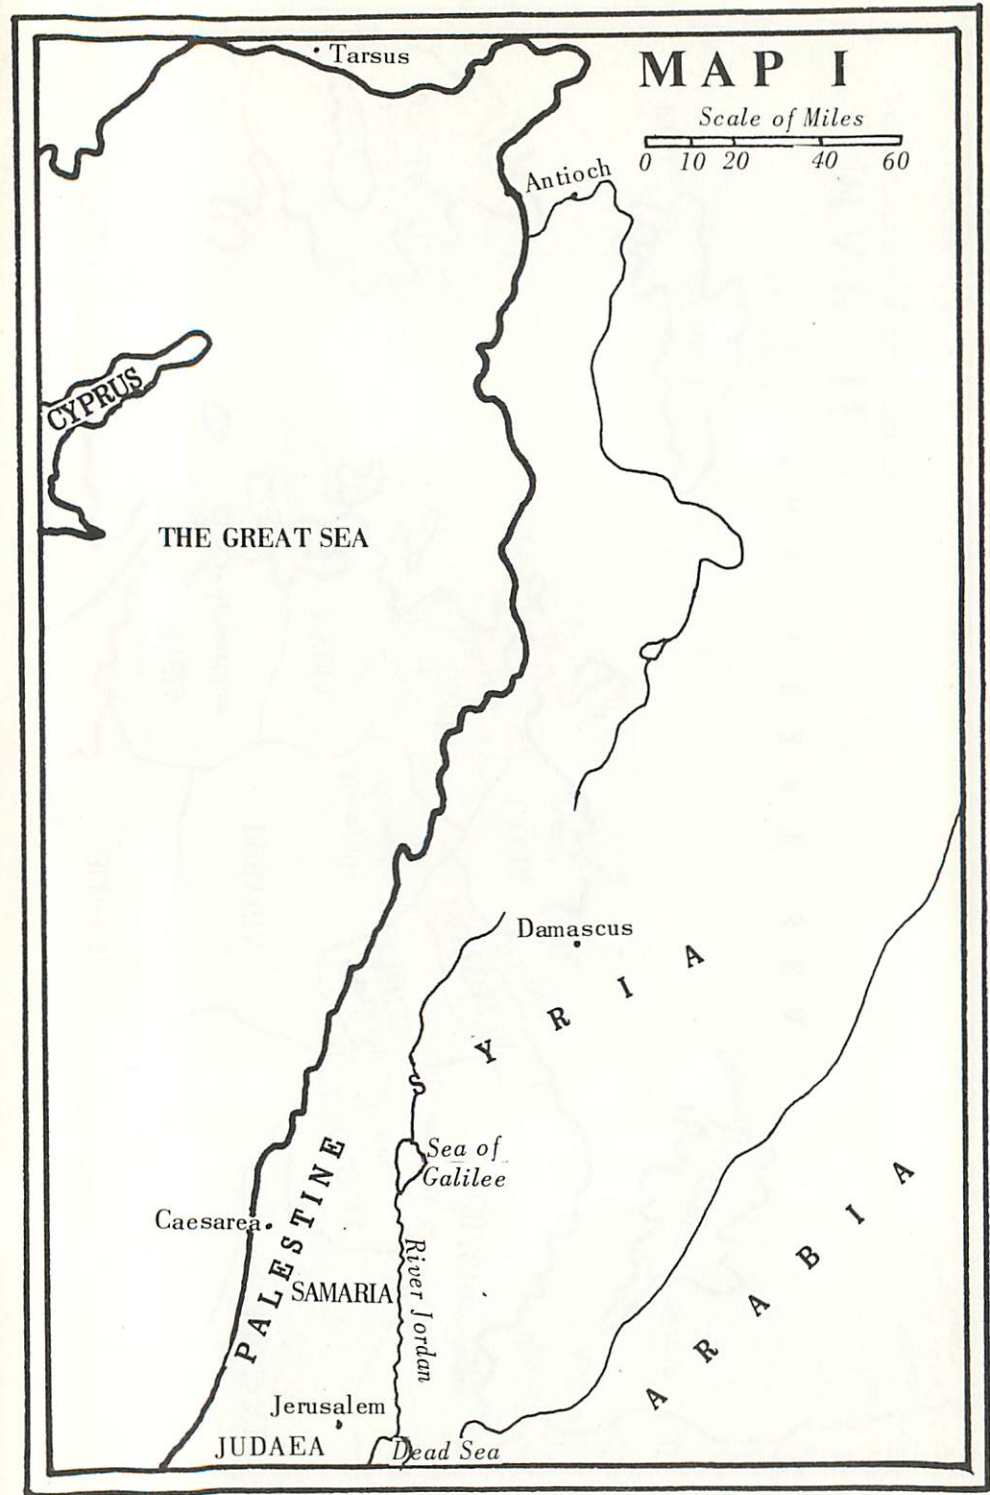 MAP I
Scale of Miles
0 10 20 40 60
Tarsus
Antioch
CYPRUS
THE GREAT SEA
Damascus
SYRIA
Sea of
Galilee
Caesarea
PALESTINE
SAMARIA
River Jordan
ARABIA
Jerusalem
JUDAEA
Dead Sea